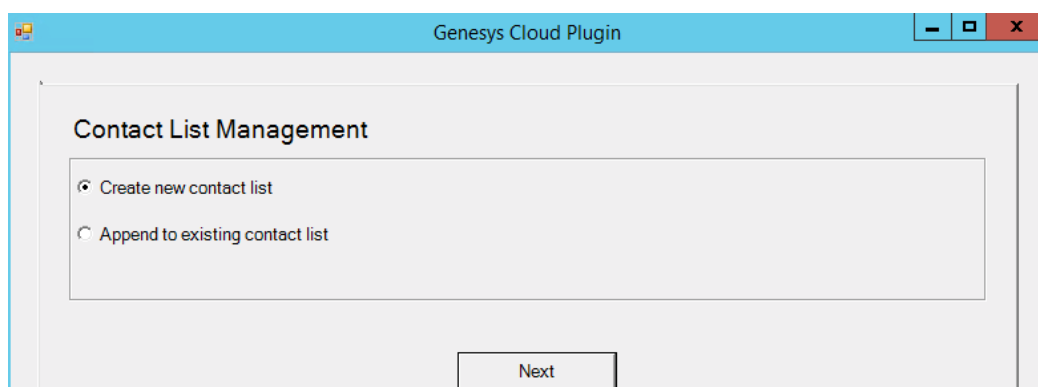 Genesys Cloud Plugin
Contact List Management
Create new contact list
Append to existing contact list
Next